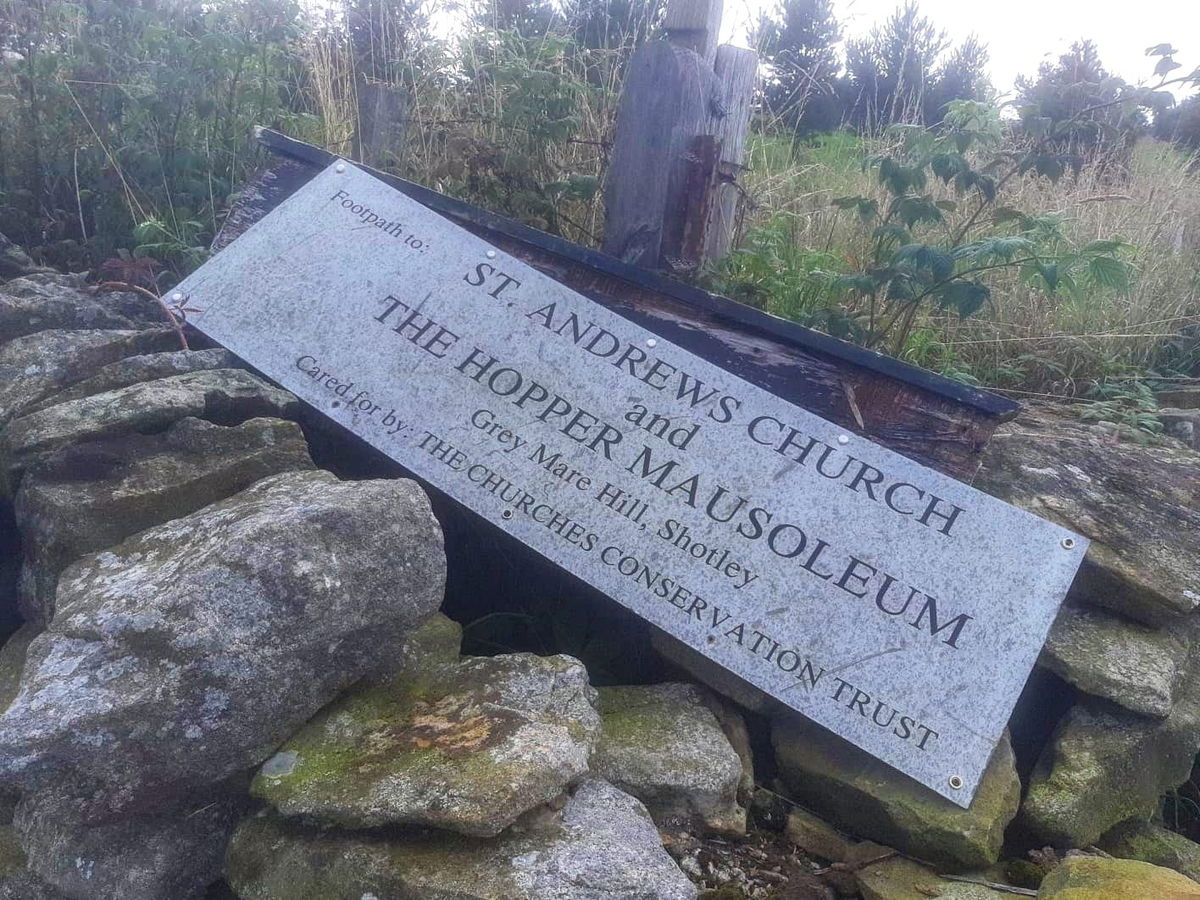 Footpath to:
ST. ANDREWS CHURCH
and
THE HOPPER MAUSOLEUM
Grey Mare Hill, Shotley
Cared for by: THE CHURCHES CONSERVATION TRUST